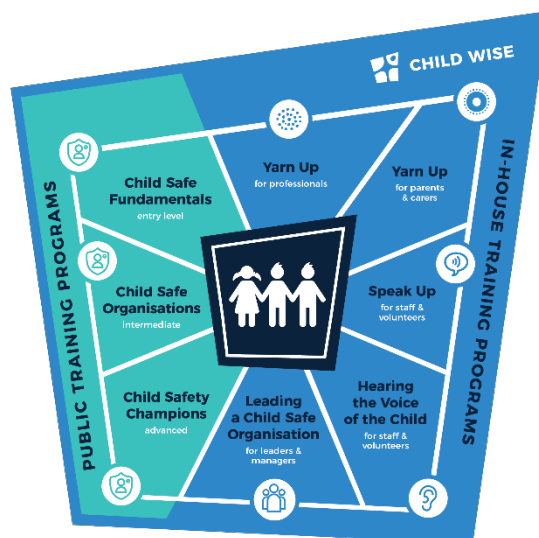 CHILD WISE
PUBLIC TRAINING PROGRAMS
IN-HOUSE TRAINING PROGRAMS
Child Safe
Fundamentals
entry level
Yarn Up
for professionals
Yarn Up
for parents
& carers
Child Safe
Organisations
intermediate
Speak Up
for staff &
volunteers
Child Safety
Champions
advanced
Leading
a Child Safe
Organisation
for leaders &
managers
Hearing
the Voice
of the Child
for staff &
volunteers